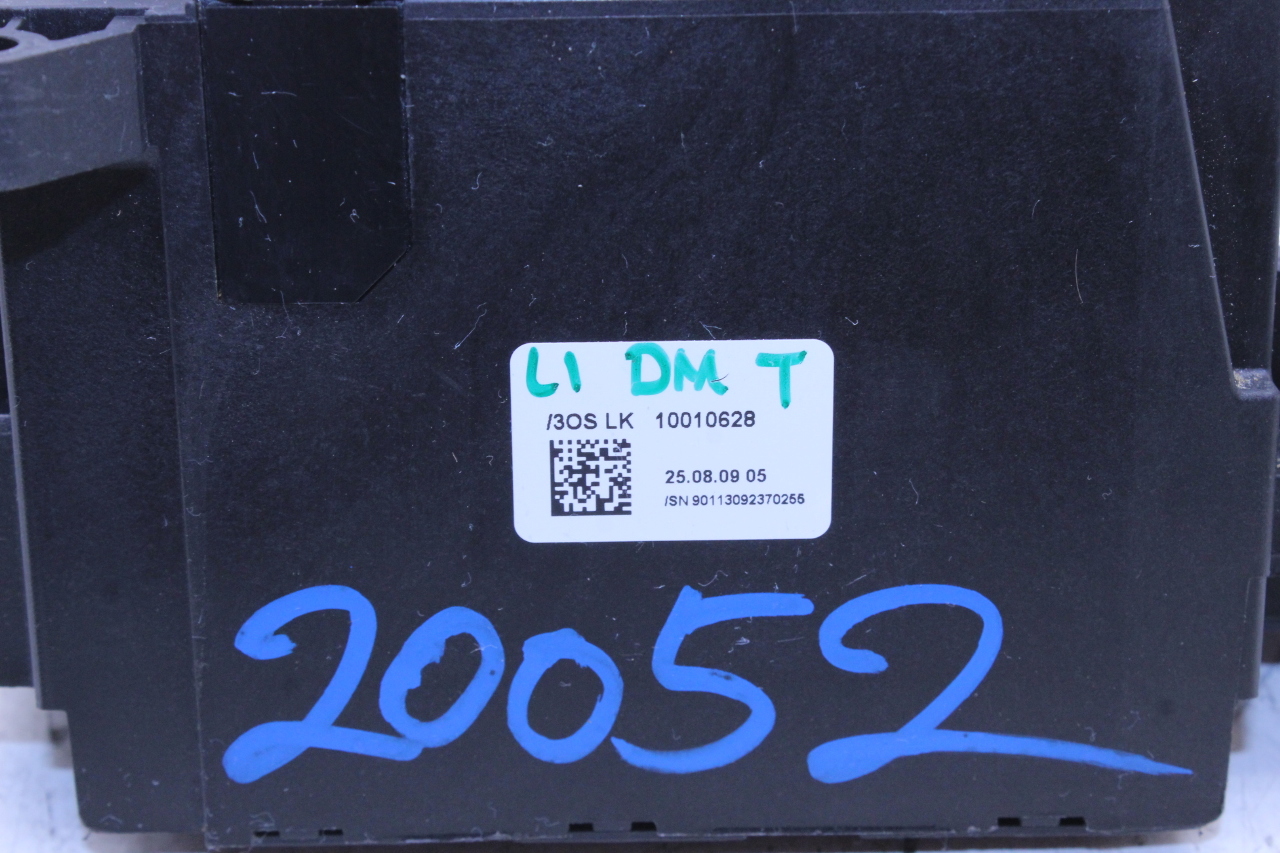 LI DM T
/3OS LK 10010628
25.08.09 05
/SN 90113092370255
20052